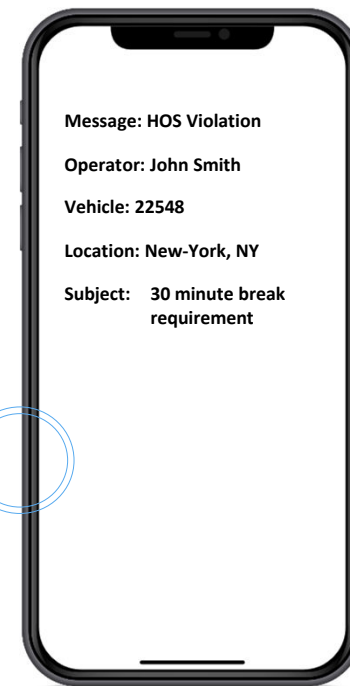 Message: HOS Violation
Operator: John Smith
Vehicle: 22548
Location: New-York, NY
Subject: 30 minute break
requirement